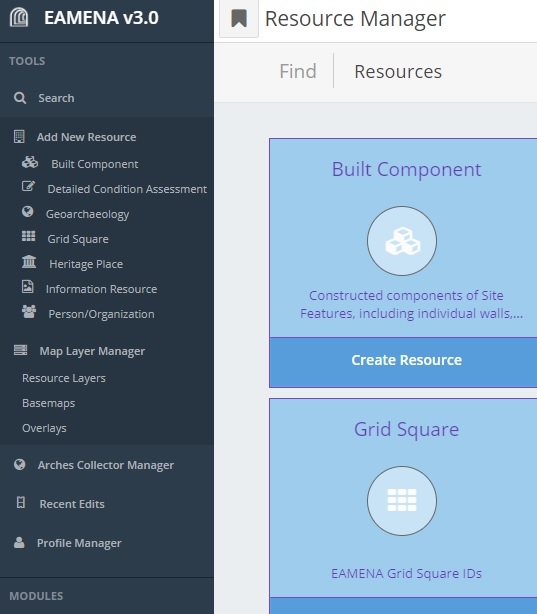 EAMENA v3.0
TOOLS
Search
Add New Resource
Built Component
Detailed Condition Assessment
Geoarchaeology
Grid Square
Heritage Place
Information Resource
Person/Organization
Map Layer Manager
Resource Layers
Basemaps
Overlays
Arches Collector Manager
Recent Edits
Profile Manager
MODULES
Resource Manager
Find
Resources
Built Component
Constructed components of Site
Features, including individual walls,...
Create Resource
Grid Square
EAMENA Grid Square IDs